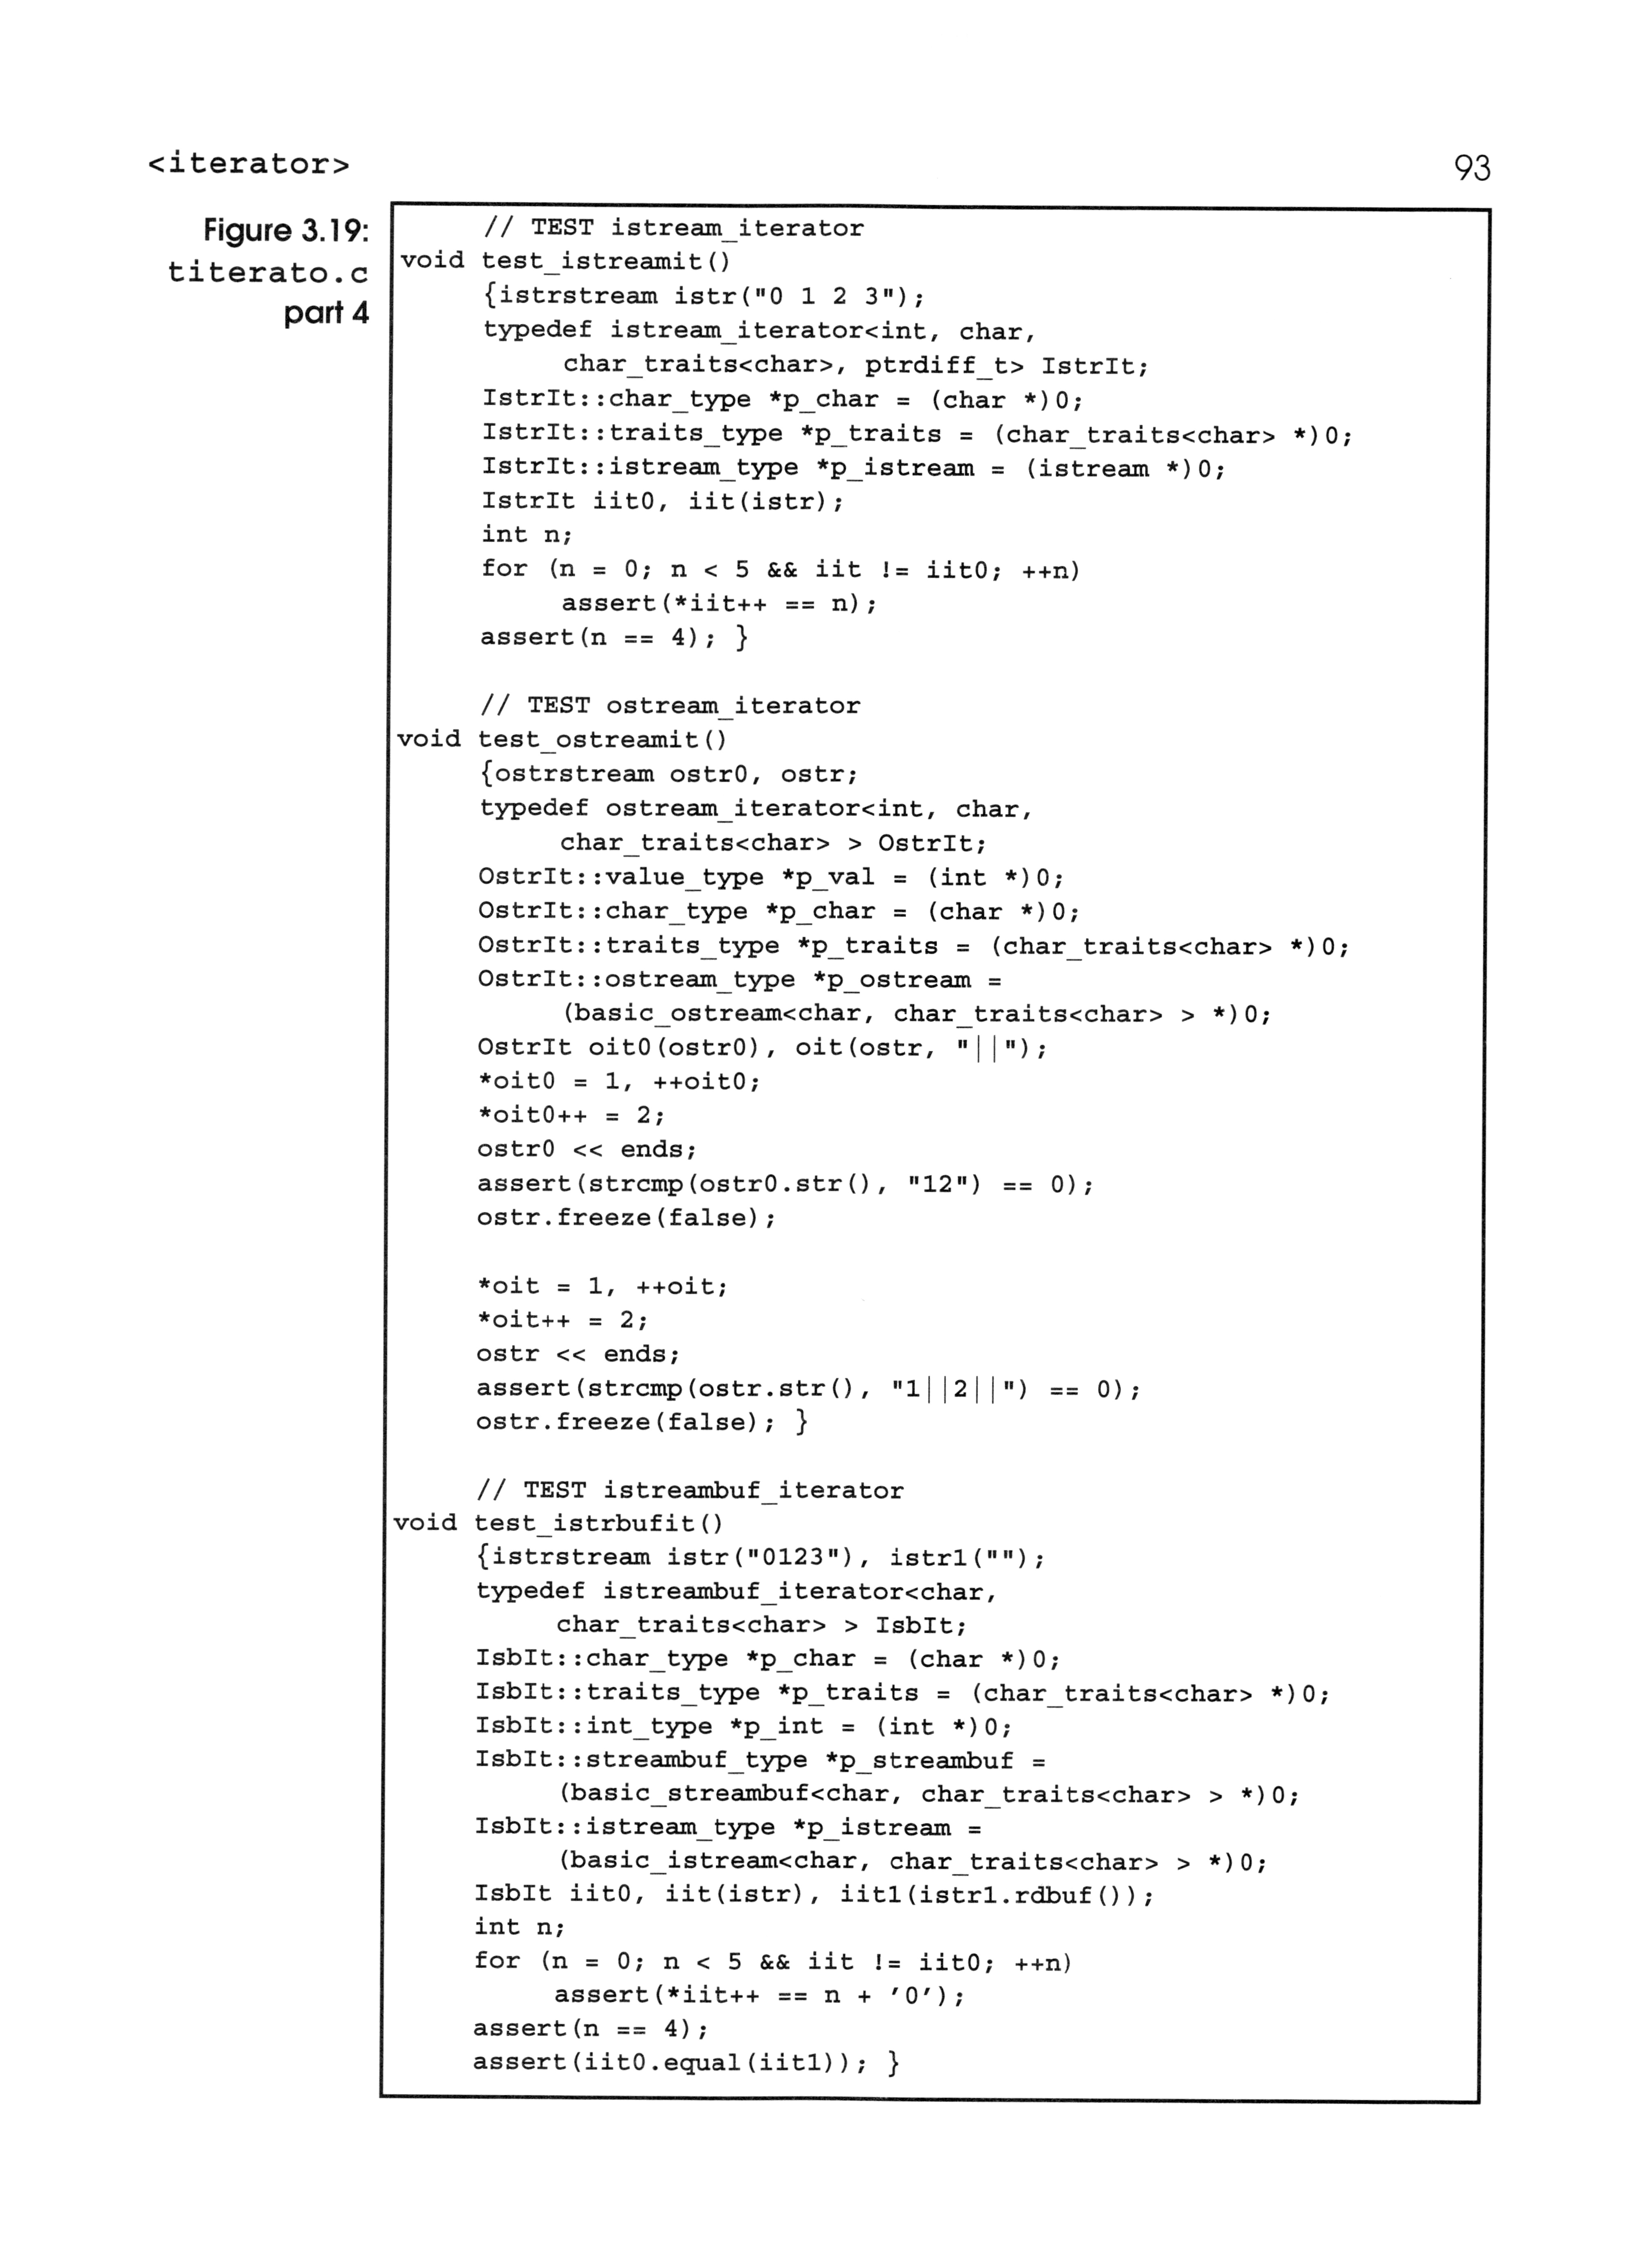 <iterator>
93
Figure 3.19:
titerato.c
part 4
// TEST istream_iterator
void test_istreamit()
{istrstream istr("0 1 2 3");
typedef istream_iterator<int, char,
char_traits<char>, ptrdiff_t> IstrIt;
IstrIt::char_type *p_char = (char *)0;
IstrIt::traits_type *p_traits = (char_traits<char> *)0;
IstrIt::istream_type *p_istream = (istream *)0;
IstrIt iit0, iit(istr);
int n;
for (n = 0; n < 5 && iit != iit0; ++n)
assert(*iit++ == n);
assert(n == 4); }
// TEST ostream_iterator
void test_ostreamit()
{ostrstream ostr0, ostr;
typedef ostream_iterator<int, char,
char_traits<char> > OstrIt;
OstrIt::value_type *p_val = (int *)0;
OstrIt::char_type *p_char = (char *)0;
OstrIt::traits_type *p_traits = (char_traits<char> *)0;
OstrIt::ostream_type *p_ostream =
(basic_ostream<char, char_traits<char> > *)0;
OstrIt oit0(ostr0), oit(ostr, "||");
*oit0 = 1, ++oit0;
*oit0++ = 2;
ostr0 << ends;
assert(strcmp(ostr0.str(), "12") == 0);
ostr.freeze(false);
*oit = 1, ++oit;
*oit++ = 2;
ostr << ends;
assert(strcmp(ostr.str(), "1||2||") == 0);
ostr.freeze(false); }
// TEST istreambuf_iterator
void test_istrbufit()
{istrstream istr("0123"), istr1("");
typedef istreambuf_iterator<char,
char_traits<char> > IsbIt;
IsbIt::char_type *p_char = (char *)0;
IsbIt::traits_type *p_traits = (char_traits<char> *)0;
IsbIt::int_type *p_int = (int *)0;
IsbIt::streambuf_type *p_streambuf =
(basic_streambuf<char, char_traits<char> > *)0;
IsbIt::istream_type *p_istream =
(basic_istream<char, char_traits<char> > *)0;
IsbIt iit0, iit(istr), iit1(istr1.rdbuf());
int n;
for (n = 0; n < 5 && iit != iit0; ++n)
assert(*iit++ == n + '0');
assert(n == 4);
assert(iit0.equal(iit1)); }